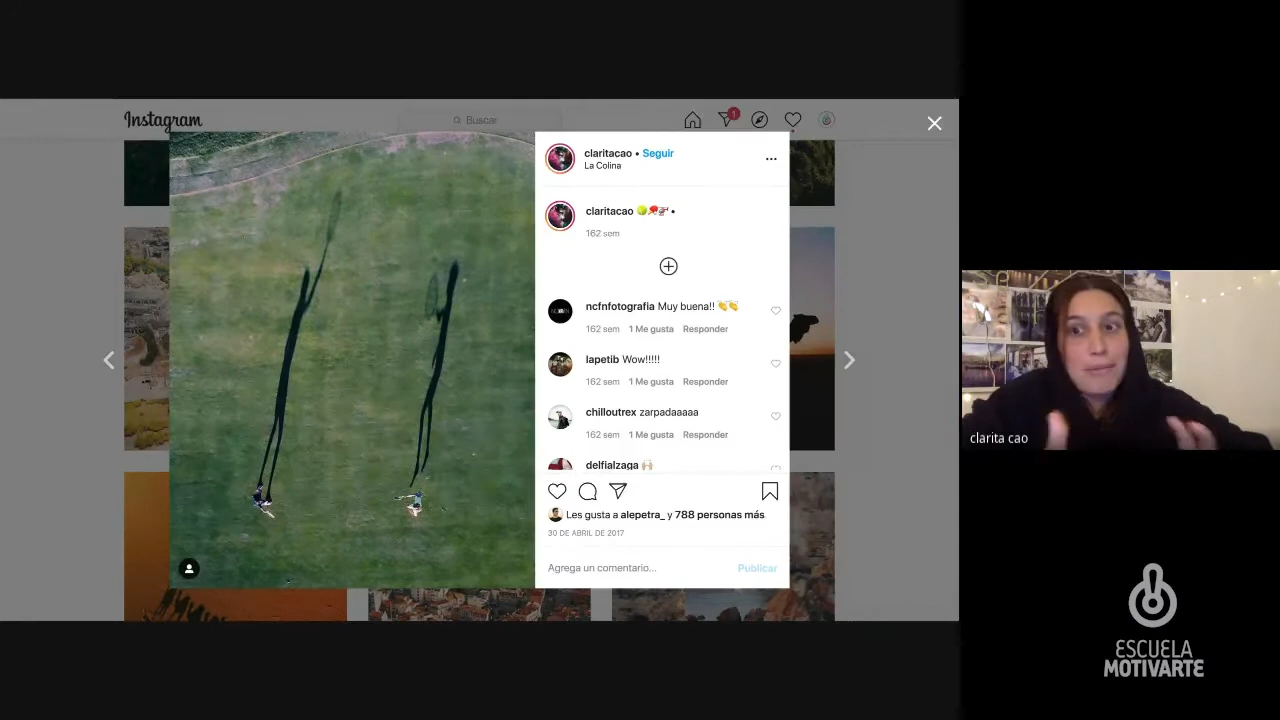 Instagram
Buscar
1
claritacao • Seguir
La Colina
claritacao 🎾🏓🚁 •
162 sem
ncfnfotografia Muy buena!! 👏👏
162 sem 1 Me gusta Responder
lapetib Wow!!!!!
162 sem 1 Me gusta Responder
chilloutrex zarpadaaaaa
162 sem 1 Me gusta Responder
delfialzaga 🙌🏼
Les gusta a alepetra_ y 788 personas más
30 DE ABRIL DE 2017
Agrega un comentario... Publicar
clarita cao
ESCUELA
MOTIVARTE